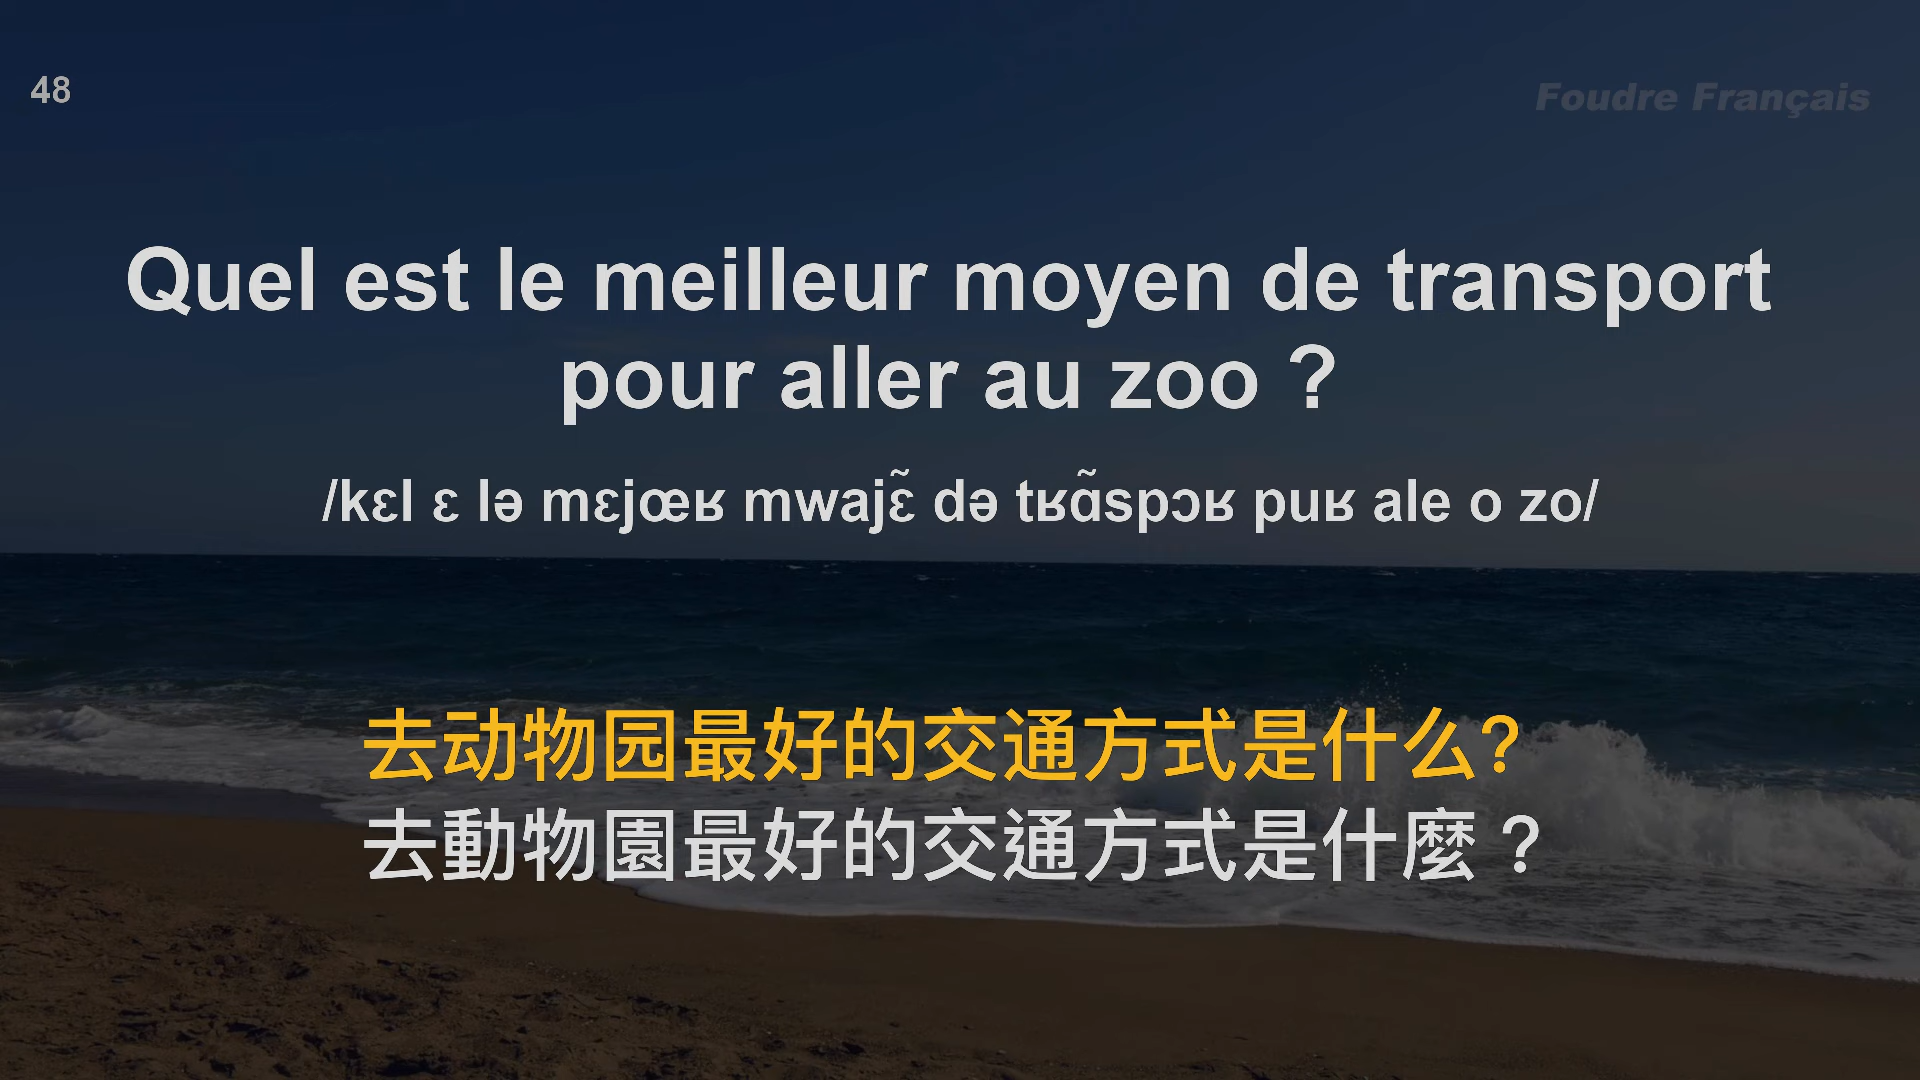 48
Foudre Français
Quel est le meilleur moyen de transport
pour aller au zoo ?
/kɛl ɛ lə mɛjœʁ mwajɛ̃ də tʁɑ̃spɔʁ puʁ ale o zo/
去动物园最好的交通方式是什么?
去動物園最好的交通方式是什麼？